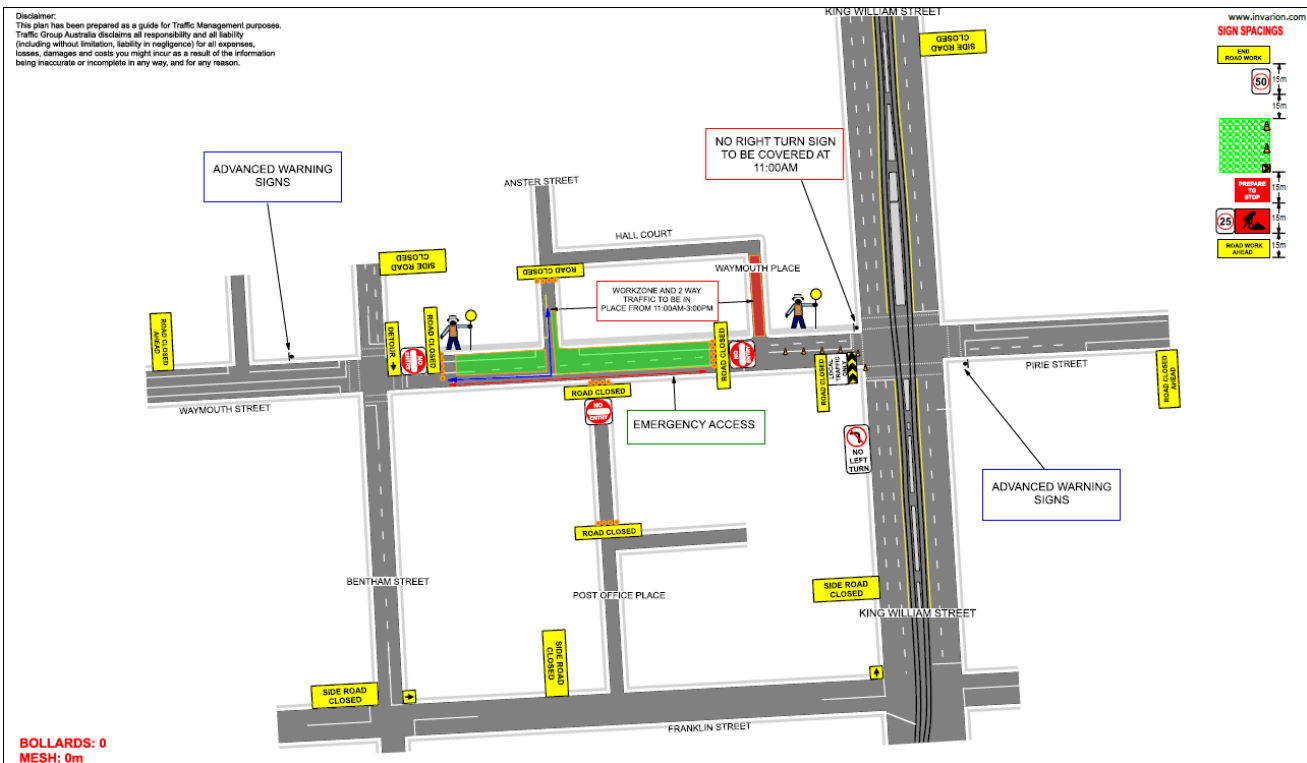 Disclaimer:
This plan has been prepared as a guide for Traffic Management purposes.
Traffic Group Australia disclaims all responsibility and all liability
(including without limitation, liability in negligence) for all expenses,
losses, damages and costs you might incur as a result of the information
being inaccurate or incomplete in any way, and for any reason.
KING WILLIAM STREET
www.invarion.com
SIGN SPACINGS
END
ROAD WORK
50
15m
15m
PREPARE
TO
STOP
15m
25
15m
ROAD WORK
AHEAD
15m
SIDE ROAD
CLOSED
NO RIGHT TURN SIGN
TO BE COVERED AT
11:00AM
ADVANCED WARNING
SIGNS
ANSTER STREET
HALL COURT
SIDE ROAD
CLOSED
ROAD CLOSED
WAYMOUTH PLACE
WORKZONE AND 2 WAY
TRAFFIC TO BE IN
PLACE FROM 11:00AM-3:00PM
ROAD CLOSED
AHEAD
DETOUR
ROAD CLOSED
NO
ENTRY
ROAD CLOSED
NO
ENTRY
ROAD CLOSED
LOCAL
TRAFFIC
ONLY
PIRIE STREET
ROAD CLOSED
AHEAD
WAYMOUTH STREET
ROAD CLOSED
NO
ENTRY
EMERGENCY ACCESS
NO
LEFT
TURN
ADVANCED WARNING
SIGNS
ROAD CLOSED
BENTHAM STREET
POST OFFICE PLACE
SIDE ROAD
CLOSED
KING WILLIAM STREET
SIDE ROAD
CLOSED
SIDE ROAD
CLOSED
FRANKLIN STREET
BOLLARDS: 0
MESH: 0m